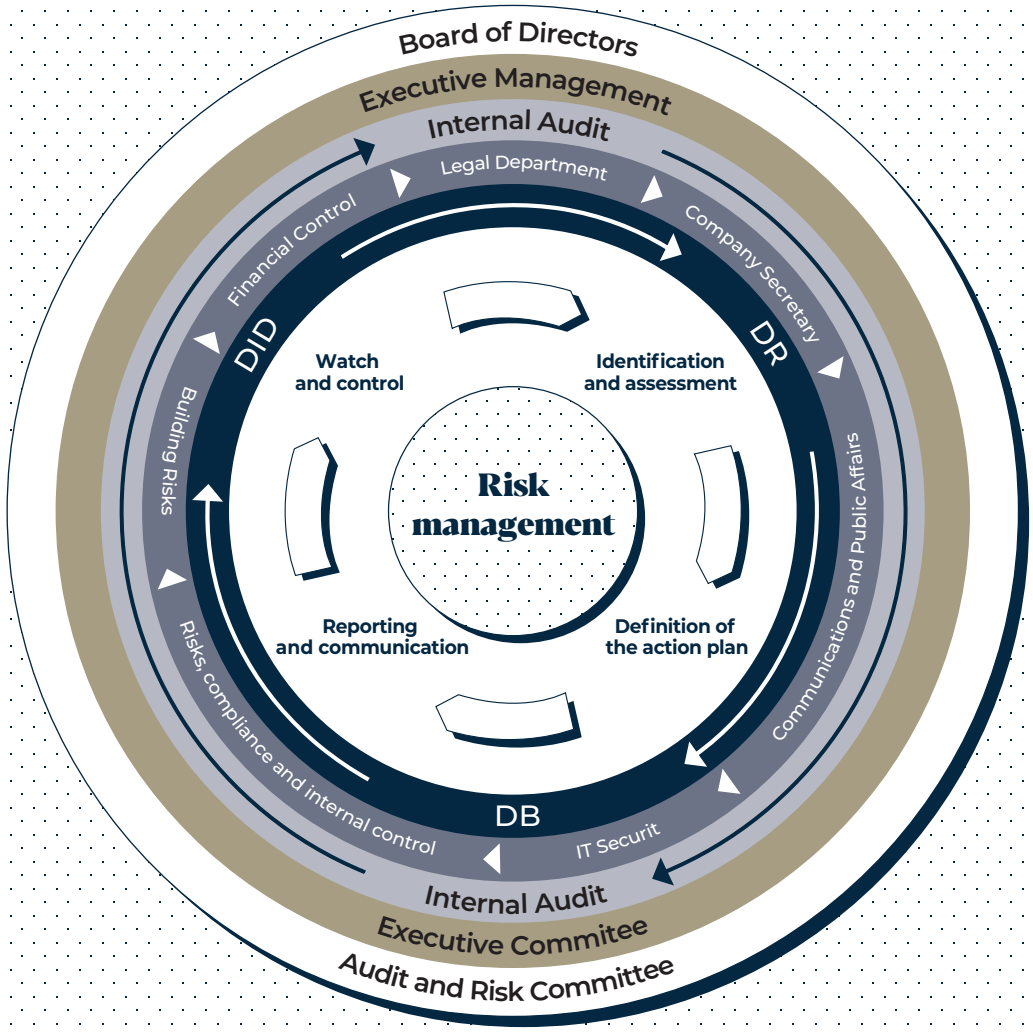 Board of Directors
Executive Management
Internal Audit
Legal Department
Financial Control
Company Secretary
DID
DR
Watch
and control
Identification
and assessment
Building Risks
Communications and Public Affairs
Risk
management
Reporting
and communication
Definition of
the action plan
Risks, compliance and internal control
DB
IT Securit
Internal Audit
Executive Commitee
Audit and Risk Committee